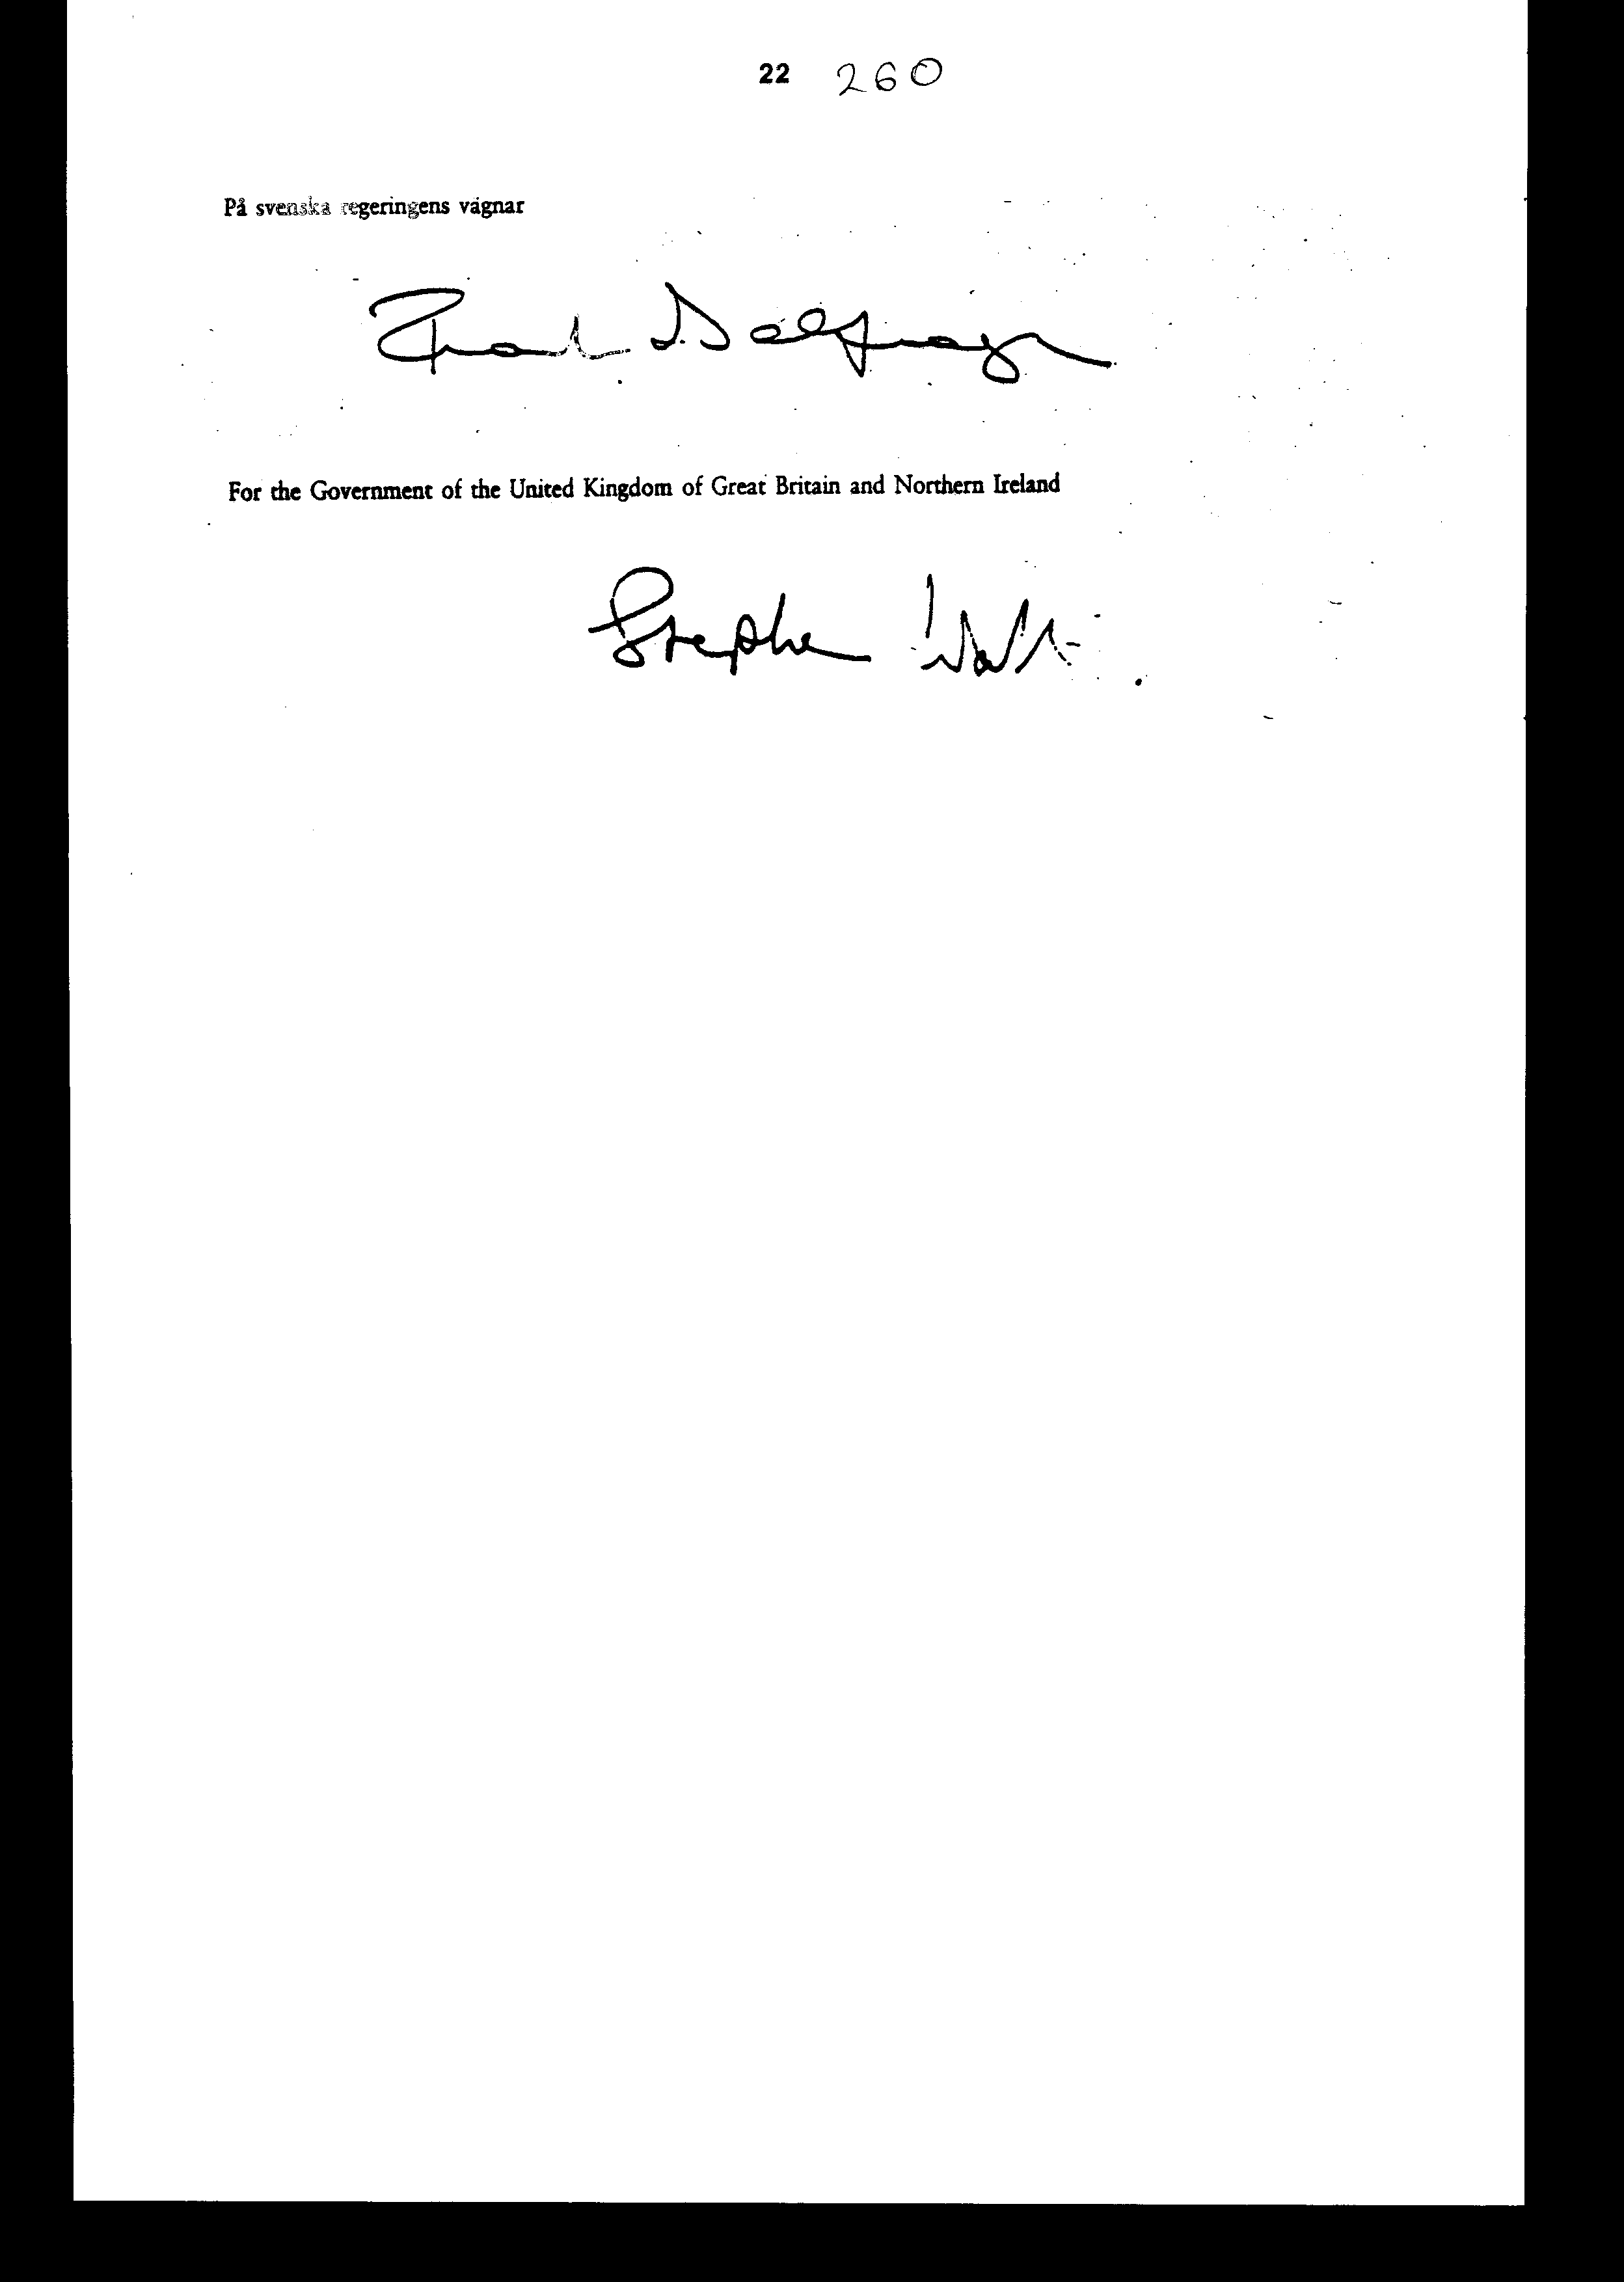 22 260
På svenska regeringens vägnar
For the Government of the United Kingdom of Great Britain and Northern Ireland
Stephen